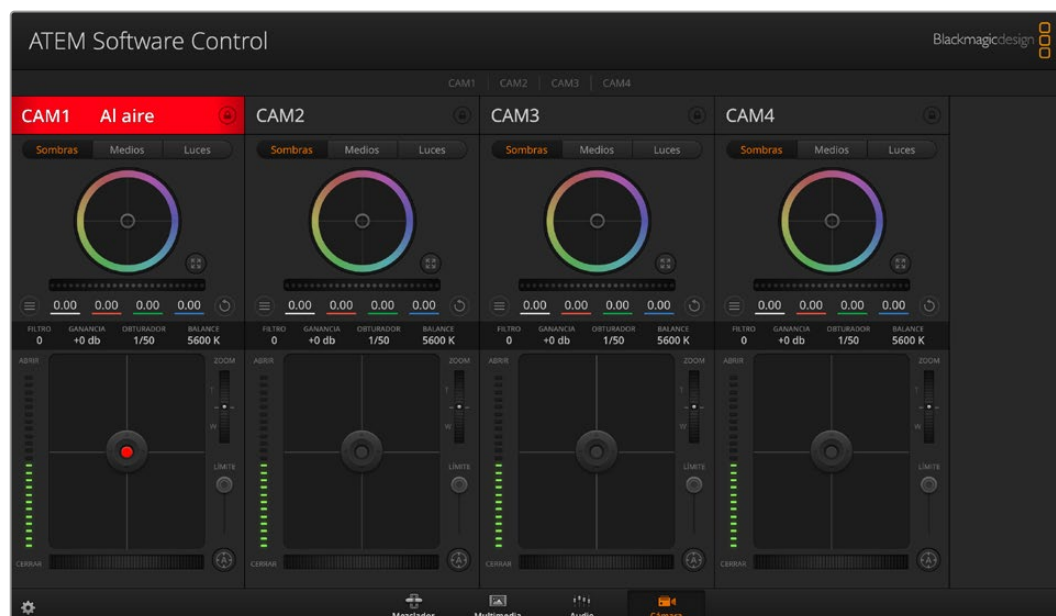 ATEM Software Control
Blackmagicdesign
CAM1 CAM2 CAM3 CAM4
CAM1 Al aire CAM2 CAM3 CAM4
Sombras Medios Luces Sombras Medios Luces Sombras Medios Luces Sombras Medios Luces
0.00 0.00 0.00 0.00 0.00 0.00 0.00 0.00 0.00 0.00 0.00 0.00 0.00 0.00 0.00 0.00
FILTRO GANANCIA OBTURADOR BALANCE FILTRO GANANCIA OBTURADOR BALANCE FILTRO GANANCIA OBTURADOR BALANCE FILTRO GANANCIA OBTURADOR BALANCE
0 +0 db 1/50 5600 K 0 +0 db 1/50 5600 K 0 +0 db 1/50 5600 K 0 +0 db 1/50 5600 K
ABRIR ZOOM ABRIR ZOOM ABRIR ZOOM ABRIR ZOOM
T T T T
W W W W
LÍMITE LÍMITE LÍMITE LÍMITE
A A A A
CERRAR CERRAR CERRAR CERRAR
Mezclador Multimedia Audio Cámara